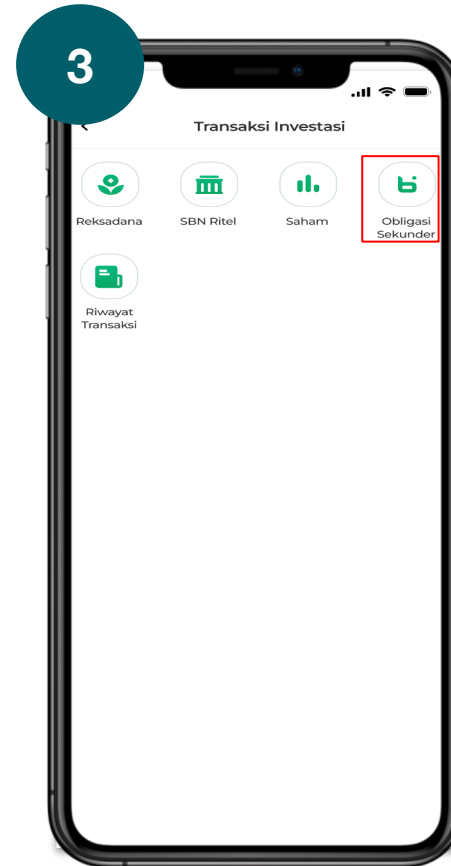 3
Transaksi Investasi
Reksadana
SBN Ritel
Saham
Obligasi
Sekunder
Riwayat
Transaksi